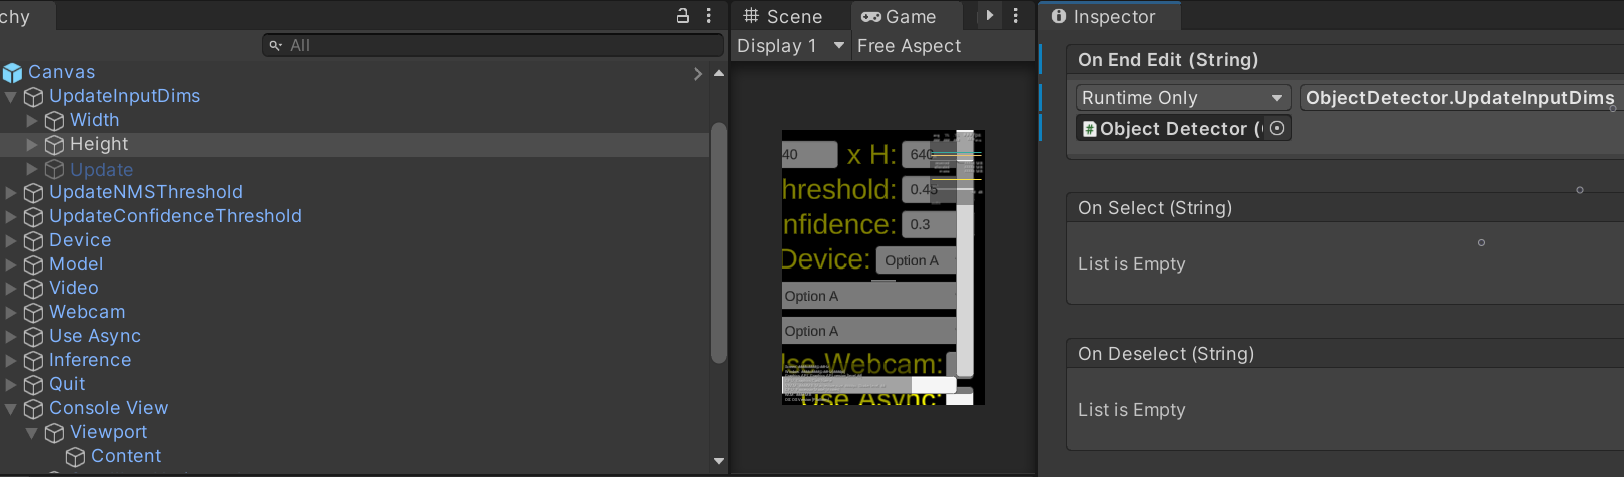 chy
All
Canvas
UpdateInputDims
Width
Height
Update
UpdateNMSThreshold
UpdateConfidenceThreshold
Device
Model
Video
Webcam
Use Async
Inference
Quit
Console View
Viewport
Content
Scene
Game
Display 1
Free Aspect
40 x H: 640
hreshold: 0.45
nfidence: 0.3
Device: Option A
Option A
Option A
Use Webcam:
Use Async:
Inspector
On End Edit (String)
Runtime Only
ObjectDetector.UpdateInputDims
# Object Detector (
On Select (String)
List is Empty
On Deselect (String)
List is Empty